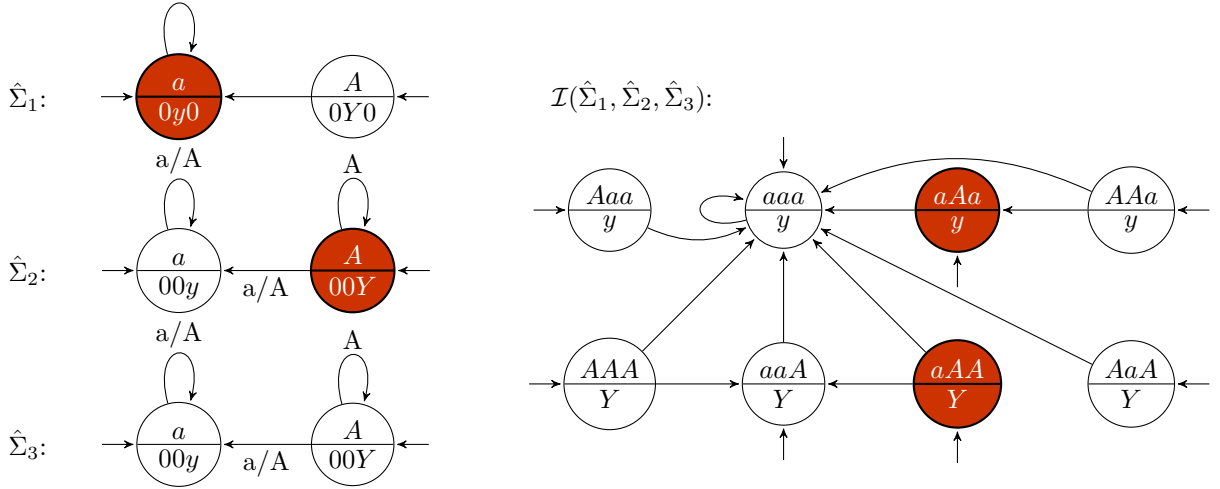 Σ̂₁:
a
0y0
A
0Y0
a/A
A
Σ̂₂:
a
00y
a/A
A
00Y
a/A
A
Σ̂₃:
a
00y
a/A
A
00Y
ℐ(Σ̂₁, Σ̂₂, Σ̂₃):
Aaa
y
aaa
y
aAa
y
AAa
y
AAA
Y
aaA
Y
aAA
Y
AaA
Y